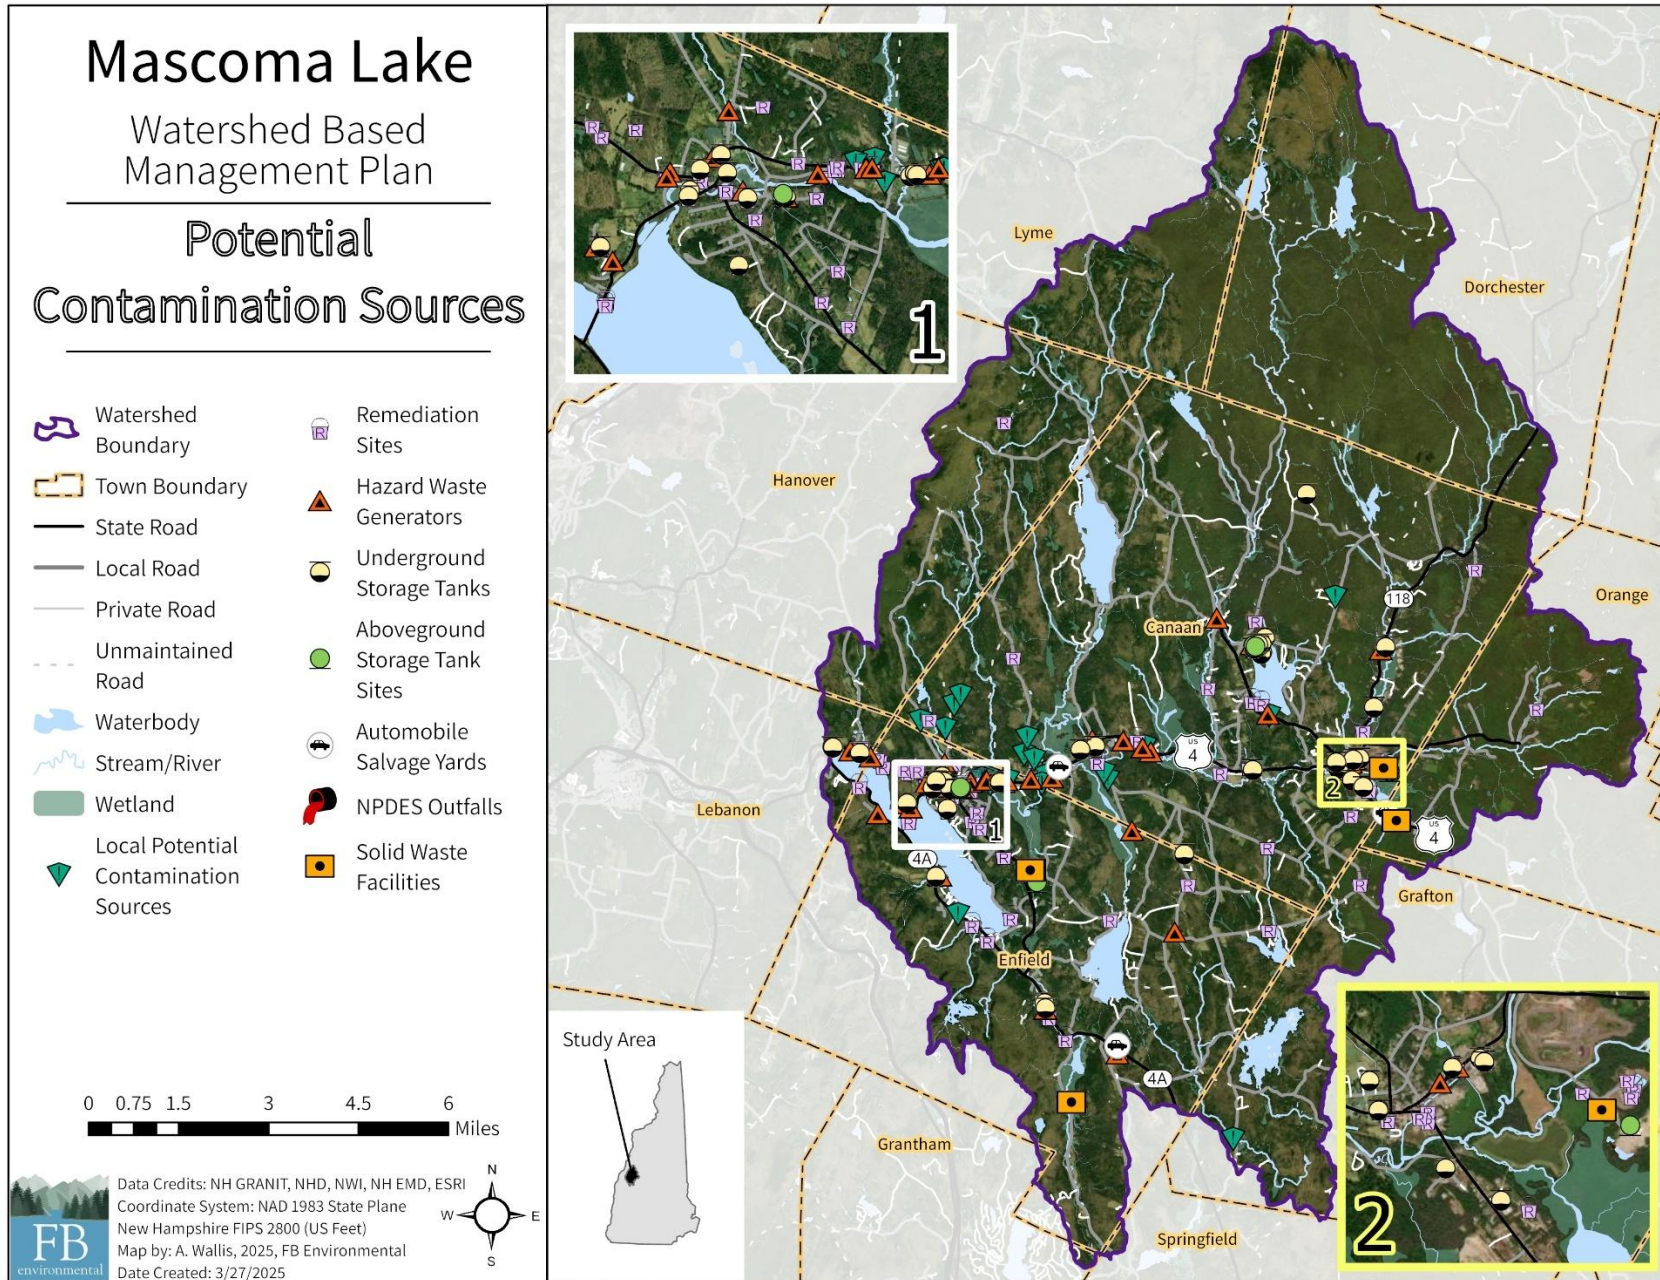 Mascoma Lake
Watershed Based
Management Plan
Potential
Contamination Sources
Watershed
Boundary
Town Boundary
State Road
Local Road
Private Road
Unmaintained
Road
Waterbody
Stream/River
Wetland
Local Potential
Contamination
Sources
R
Remediation
Sites
Hazard Waste
Generators
Underground
Storage Tanks
Aboveground
Storage Tank
Sites
Automobile
Salvage Yards
NPDES Outfalls
Solid Waste
Facilities
0 0.75 1.5 3 4.5 6
Miles
FB
environmental
Data Credits: NH GRANIT, NHD, NWI, NH EMD, ESRI
Coordinate System: NAD 1983 State Plane
New Hampshire FIPS 2800 (US Feet)
Map by: A. Wallis, 2025, FB Environmental
Date Created: 3/27/2025
N
W E
S
1
Lyme
Dorchester
Hanover
Orange
118
Canaan
US
4
2
Lebanon
1
US
4
4A
Grafton
Enfield
Study Area
4A
Grantham
Springfield
2